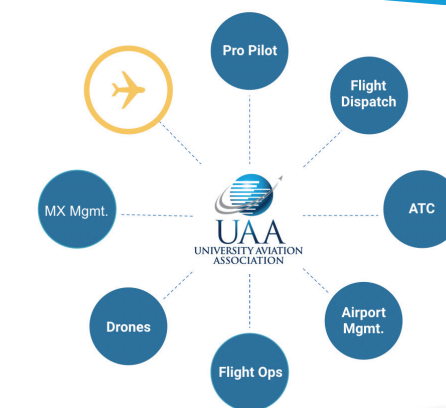 Pro Pilot
Flight
Dispatch
MX Mgmt.
ATC
UAA
UNIVERSITY AVIATION
ASSOCIATION
Drones
Airport
Mgmt.
Flight Ops